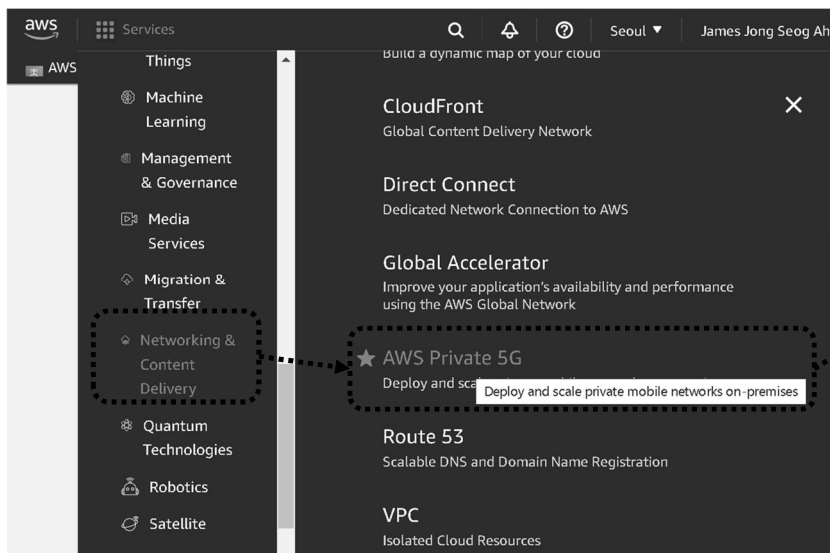 aws
Services
Seoul ▼
James Jong Seog Ah
AWS
Things
Machine
Learning
Management
& Governance
Media
Services
Migration &
Transfer
Networking &
Content
Delivery
Quantum
Technologies
Robotics
Satellite
Build a dynamic map of your cloud
CloudFront
Global Content Delivery Network
Direct Connect
Dedicated Network Connection to AWS
Global Accelerator
Improve your application's availability and performance
using the AWS Global Network
AWS Private 5G
Deploy and
Deploy and scale private mobile networks on-premises
Route 53
Scalable DNS and Domain Name Registration
VPC
Isolated Cloud Resources